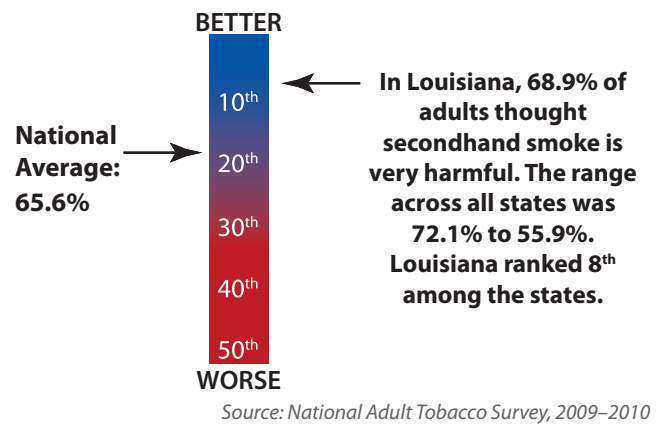 BETTER
10th
20th
30th
40th
50th
WORSE
National
Average:
65.6%
In Louisiana, 68.9% of
adults thought
secondhand smoke is
very harmful. The range
across all states was
72.1% to 55.9%.
Louisiana ranked 8th
among the states.
Source: National Adult Tobacco Survey, 2009–2010